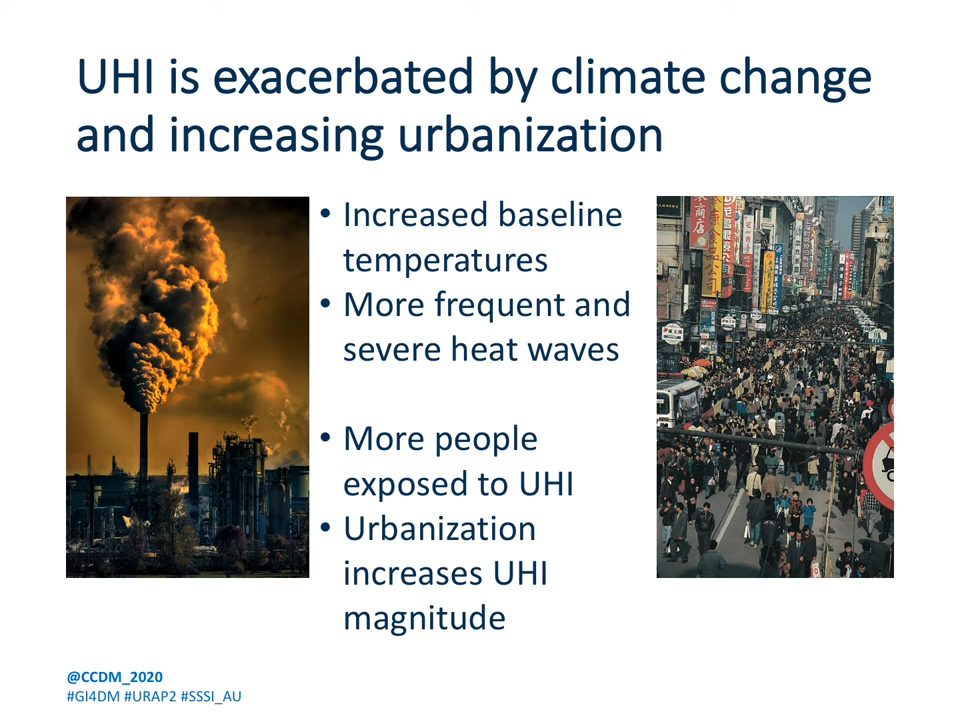 UHI is exacerbated by climate change
and increasing urbanization
• Increased baseline
temperatures
• More frequent and
severe heat waves
• More people
exposed to UHI
• Urbanization
increases UHI
magnitude
@CCDM_2020
#GI4DM #URAP2 #SSSI_AU